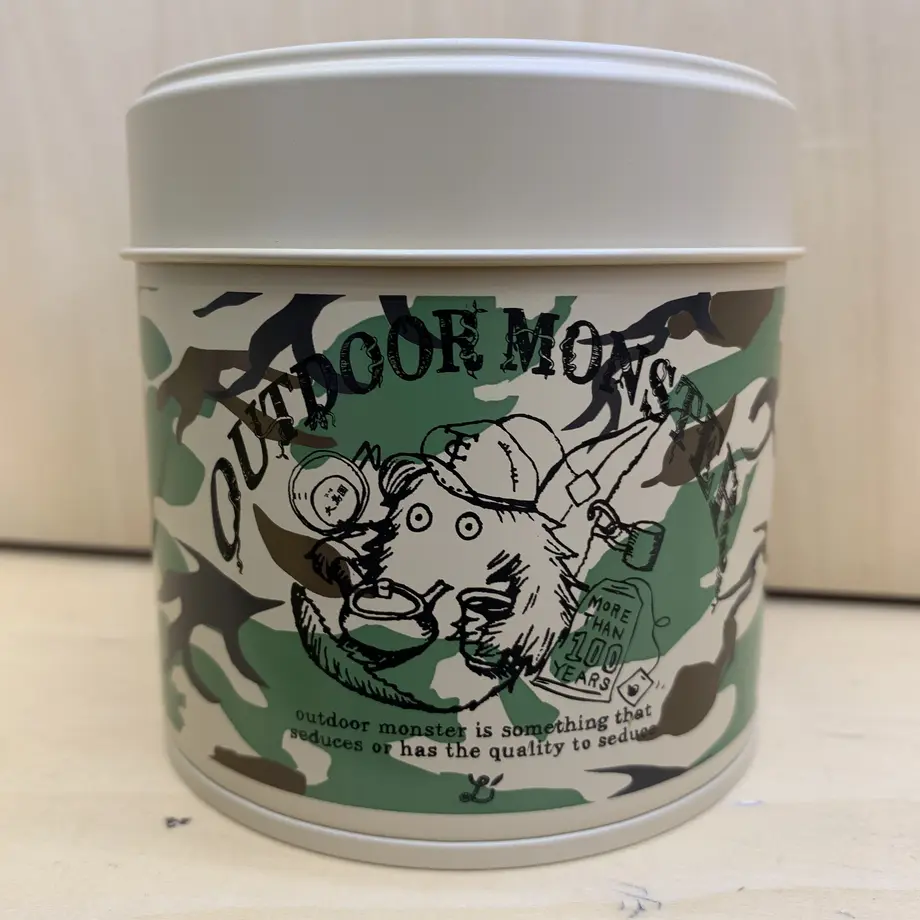 OUTDOOR MONSTER
MORE
THAN
100
YEARS
outdoor monster is something that
seduces or has the quality to seduce